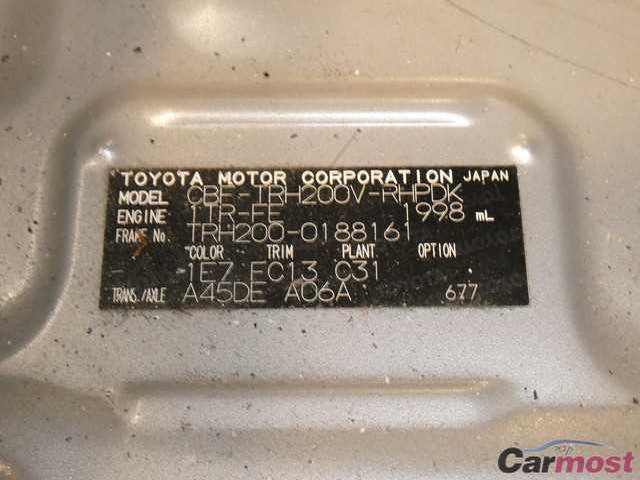 TOYOTA MOTOR CORPORATION JAPAN
MODEL CBF-TRH200V-RHPDK
ENGINE 1TR-FE 1998 mL
FRAME No. TRH200-0188161
COLOR TRIM PLANT OPTION
1E7 FC13 C31
TRANS./AXLE A45DE A06A 677
Carmost